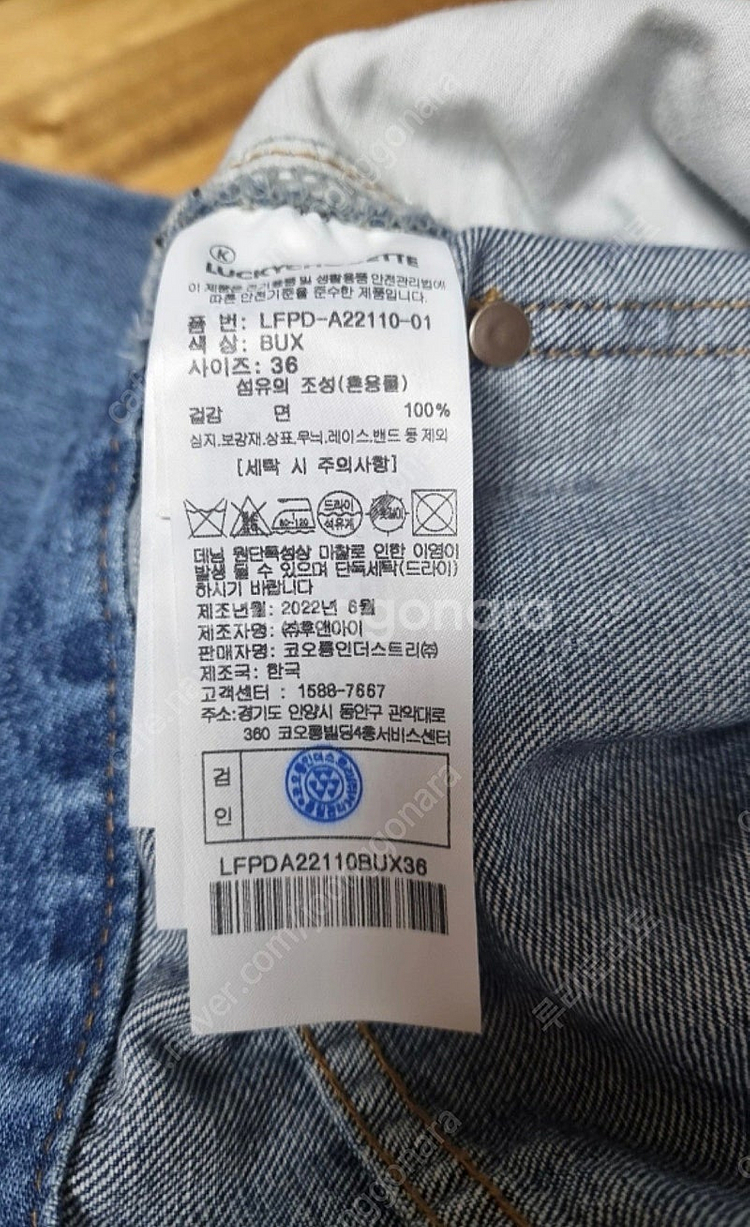 LUCKYCHOUETTE
이 제품은 전기용품 및 생활용품 안전관리법에
따른 안전기준을 준수한 제품입니다.
품 번: LFPD-A22110-01
색 상: BUX
사이즈: 36
섬유의 조성(혼용률)
겉감 면 100%
심지.보강재.상표.무늬.레이스.밴드 등 제외
[세탁 시 주의사항]
80~120 드라이 석유계
데님 원단특성상 마찰로 인한 이염이
발생 될 수 있으며 단독세탁(드라이)
하시기 바랍니다
제조년월: 2022년 6월
제조자명: ㈜후앤아이
판매자명: 코오롱인더스트리㈜
제조국: 한국
고객센터 : 1588-7667
주소:경기도 안양시 동안구 관악대로
360 코오롱빌딩4층서비스센터
검
인
LFPDA22110BUX36
루비브라로